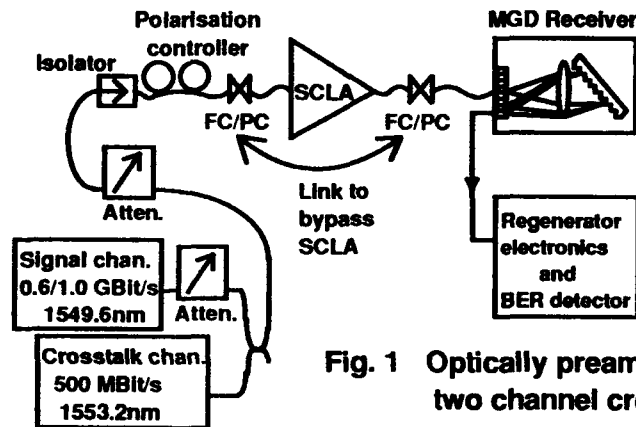 Polarisation
controller
MGD Receiver
Isolator
SCLA
FC/PC
FC/PC
Link to
bypass
SCLA
Atten.
Atten.
Signal chan.
0.6/1.0 GBit/s
1549.6nm
Crosstalk chan.
500 MBit/s
1553.2nm
Regenerator
electronics
and
BER detector
Fig. 1 Optically pream
two channel cro